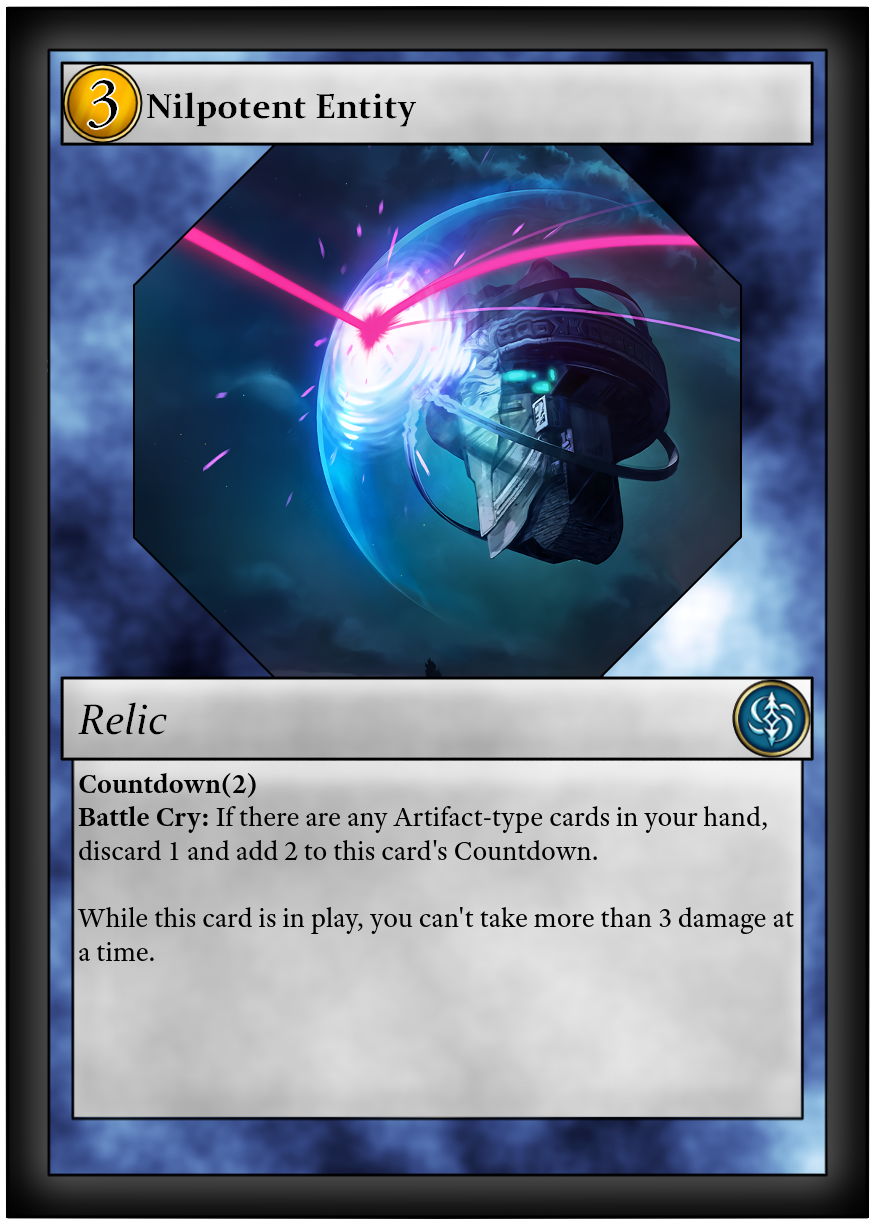 3
Nilpotent Entity
Relic
Countdown(2)
Battle Cry: If there are any Artifact-type cards in your hand,
discard 1 and add 2 to this card's Countdown.
While this card is in play, you can't take more than 3 damage at
a time.